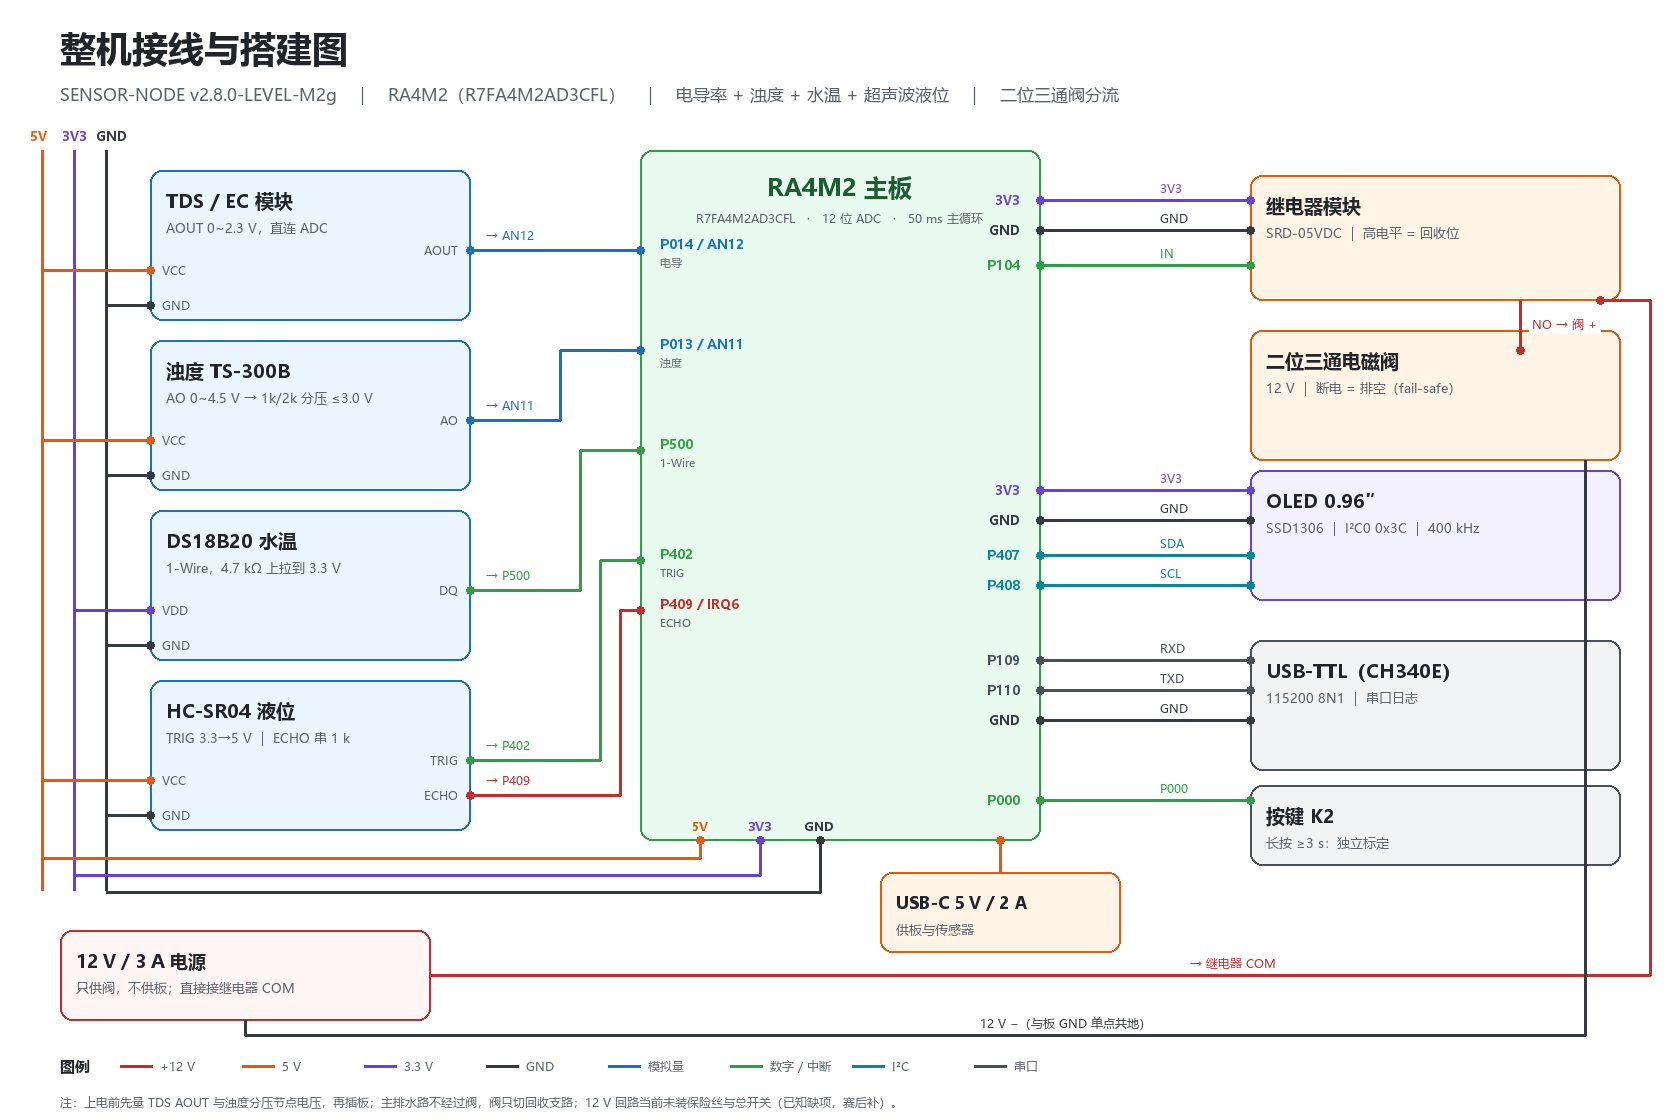 整机接线与搭建图
SENSOR-NODE v2.8.0-LEVEL-M2g | RA4M2（R7FA4M2AD3CFL） | 电导率 + 浊度 + 水温 + 超声波液位 | 二位三通阀分流
5V 3V3 GND
TDS / EC 模块
AOUT 0~2.3 V，直连 ADC
AOUT
VCC
GND
→ AN12
浊度 TS-300B
AO 0~4.5 V → 1k/2k 分压 ≤3.0 V
AO
VCC
GND
→ AN11
DS18B20 水温
1-Wire，4.7 kΩ 上拉到 3.3 V
DQ
VDD
GND
→ P500
HC-SR04 液位
TRIG 3.3→5 V | ECHO 串 1 k
TRIG
VCC
ECHO
GND
→ P402
→ P409
RA4M2 主板
R7FA4M2AD3CFL · 12 位 ADC · 50 ms 主循环
P014 / AN12
电导
P013 / AN11
浊度
P500
1-Wire
P402
TRIG
P409 / IRQ6
ECHO
3V3
GND
P104
3V3
GND
P407
P408
P109
P110
GND
P000
5V 3V3 GND
3V3
GND
IN
继电器模块
SRD-05VDC | 高电平 = 回收位
NO → 阀 +
二位三通电磁阀
12 V | 断电 = 排空（fail-safe）
3V3
GND
SDA
SCL
OLED 0.96″
SSD1306 | I²C0 0x3C | 400 kHz
RXD
TXD
GND
USB-TTL（CH340E）
115200 8N1 | 串口日志
P000
按键 K2
长按 ≥3 s：独立标定
USB-C 5 V / 2 A
供板与传感器
12 V / 3 A 电源
只供阀，不供板；直接接继电器 COM
→ 继电器 COM
12 V −（与板 GND 单点共地）
图例 +12 V 5 V 3.3 V GND 模拟量 数字 / 中断 I²C 串口
注：上电前先量 TDS AOUT 与浊度分压节点电压，再插板；主排水路不经过阀，阀只切回收支路；12 V 回路当前未装保险丝与总开关（已知缺项，赛后补）。